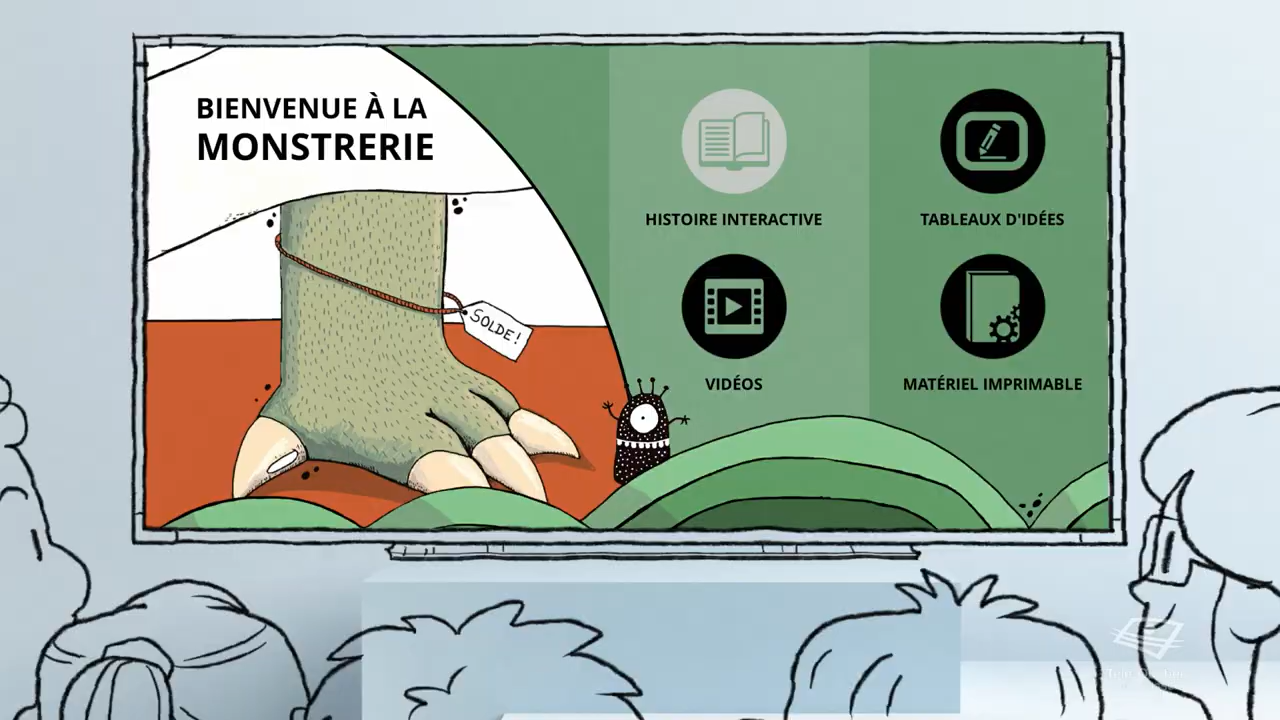 BIENVENUE À LA
MONSTRERIE
SOLDE!
HISTOIRE INTERACTIVE
TABLEAUX D'IDÉES
VIDÉOS
MATÉRIEL IMPRIMABLE